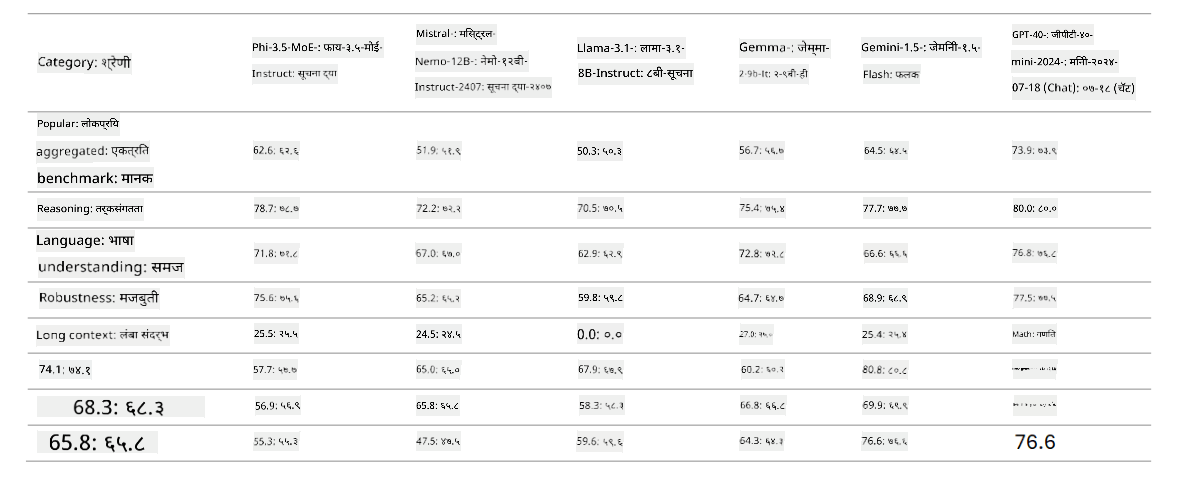 Category: श्रेणी
Phi-3.5-MoE-: फाय-३.५-मोई-
Instruct: सूचना द्या
Mistral-: मिस्ट्रल-
Nemo-12B-: नेमो-१२बी-
Instruct-2407: सूचना द्या-२४०७
Llama-3.1-: लामा-३.१-
8B-Instruct: ८बी-सूचना
Gemma-: जेम्मा-
2-9b-It: २-९बी-ही
Gemini-1.5-: जेमिनी-१.५-
Flash: फलक
GPT-40-: जीपीटी-४०-
mini-2024-: मिनी-२०२४-
07-18 (Chat): ०७-१८ (चॅट)
Popular: लोकप्रिय
aggregated: एकत्रित
benchmark: मानक
62.6: ६२.६
51.9: ५१.९
50.3: ५०.३
56.7: ५६.७
64.5: ६४.५
73.9: ७३.९
Reasoning: तर्कसंगतता
78.7: ७८.७
72.2: ७२.२
70.5: ७०.५
75.4: ७५.४
77.7: ७७.७
80.0: ८०.०
Language: भाषा
understanding: समज
71.8: ७१.८
67.0: ६७.०
62.9: ६२.९
72.8: ७२.८
66.6: ६६.६
76.8: ७६.८
Robustness: मजबुती
75.6: ७५.६
65.2: ६५.२
59.8: ५९.८
64.7: ६४.७
68.9: ६८.९
77.5: ७७.५
Long context: लंबा संदर्भ
25.5: २५.५
24.5: २४.५
0.0: ०.०
27.0:
25.4: २५.४
Math: गणित
74.1: ७४.१
57.7: ५७.७
65.0: ६५.०
67.9: ६७.९
60.2: ६०.२
80.8: ८०.८
68.3: ६८.३
56.9: ५६.९
65.8: ६५.८
58.3: ५८.३
66.8: ६६.८
69.9: ६९.९
65.8: ६५.८
55.3: ५५.३
47.5: ४७.५
59.6: ५९.६
64.3: ६४.३
76.6: ७६.६
76.6